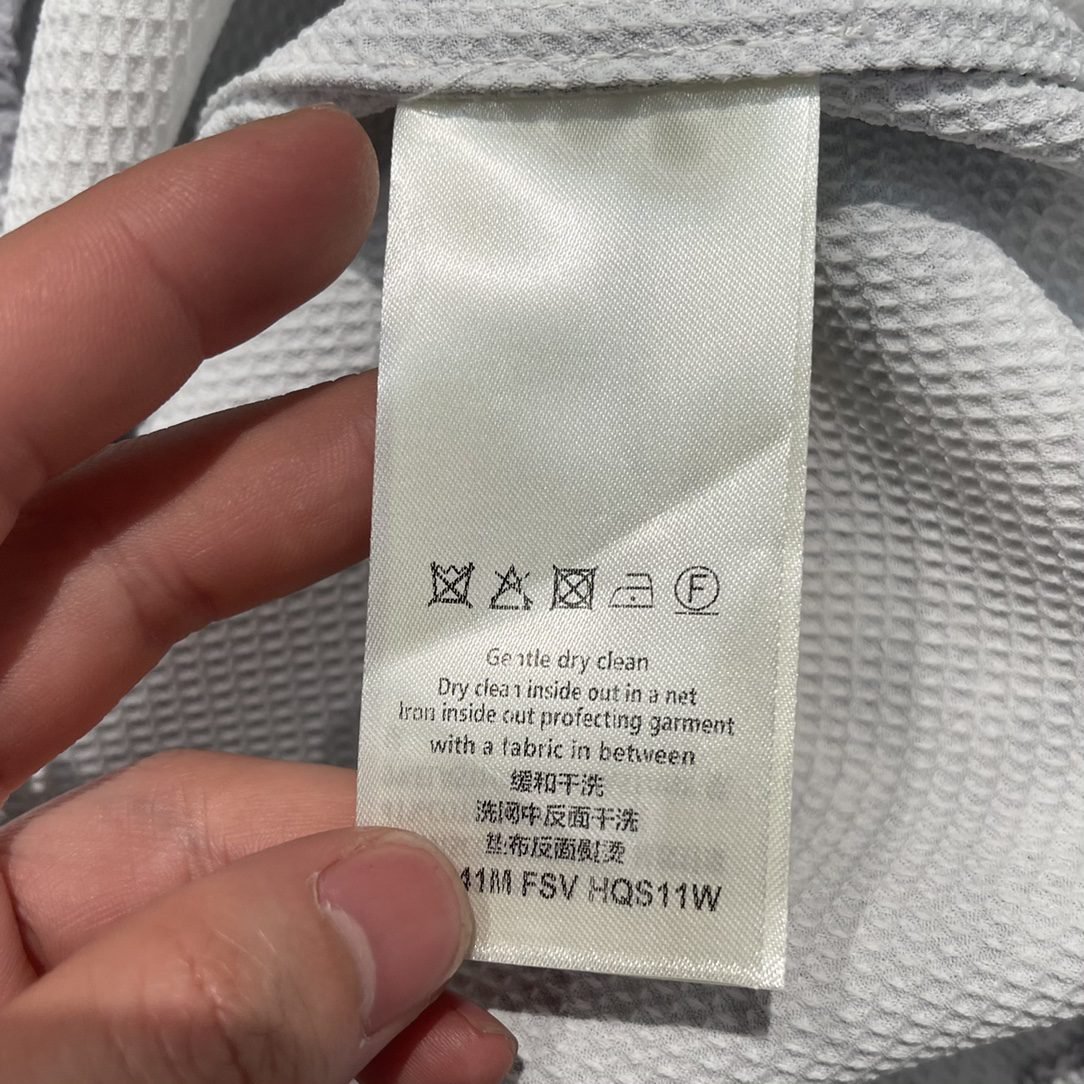 F
Gentle dry clean
Dry clean inside out in a net
Iron inside out profecting garment
with a fabric in between
缓和干洗
洗网中反面干洗
垫布反面熨烫
41M FSV HQS11W